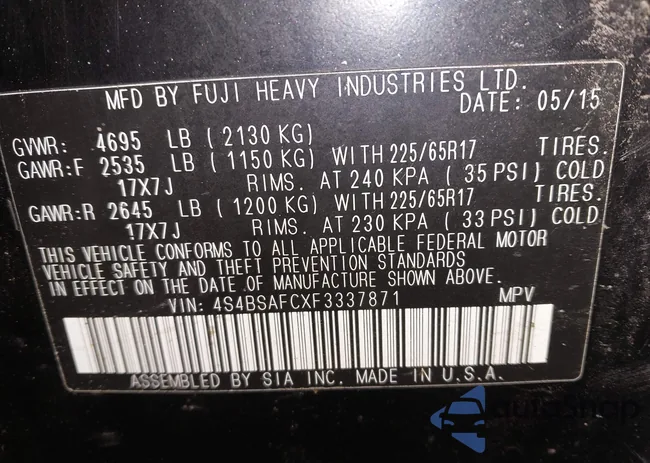 MFD BY FUJI HEAVY INDUSTRIES LTD.
DATE: 05/15
GVWR: 4695 LB (2130 KG)
GAWR:F 2535 LB (1150 KG) WITH 225/65R17 TIRES.
17X7J RIMS. AT 240 KPA (35 PSI) COLD
GAWR:R 2645 LB (1200 KG) WITH 225/65R17 TIRES.
17X7J RIMS. AT 230 KPA (33 PSI) COLD
THIS VEHICLE CONFORMS TO ALL APPLICABLE FEDERAL MOTOR
VEHICLE SAFETY AND THEFT PREVENTION STANDARDS
IN EFFECT ON THE DATE OF MANUFACTURE SHOWN ABOVE.
VIN: 4S4BSAFCXF3337871 MPV
ASSEMBLED BY SIA INC. MADE IN U.S.A.
autoSnap